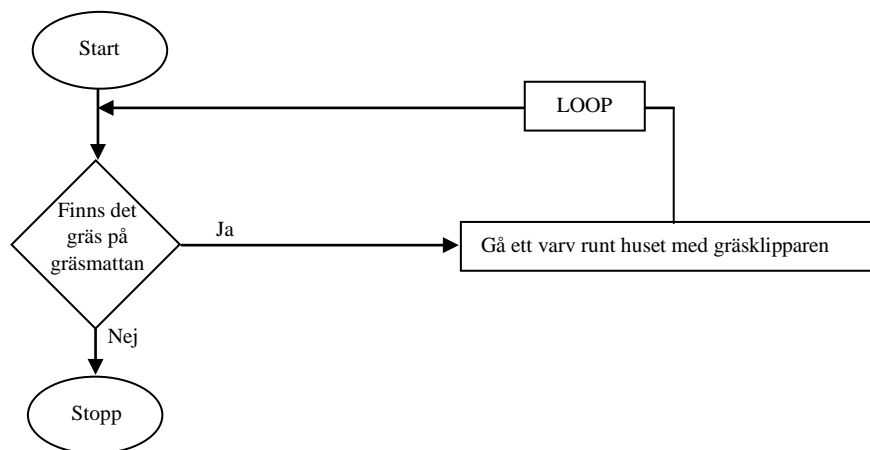 Start
LOOP
Finns det
gräs på
gräsmattan
Ja
Gå ett varv runt huset med gräsklipparen
Nej
Stopp